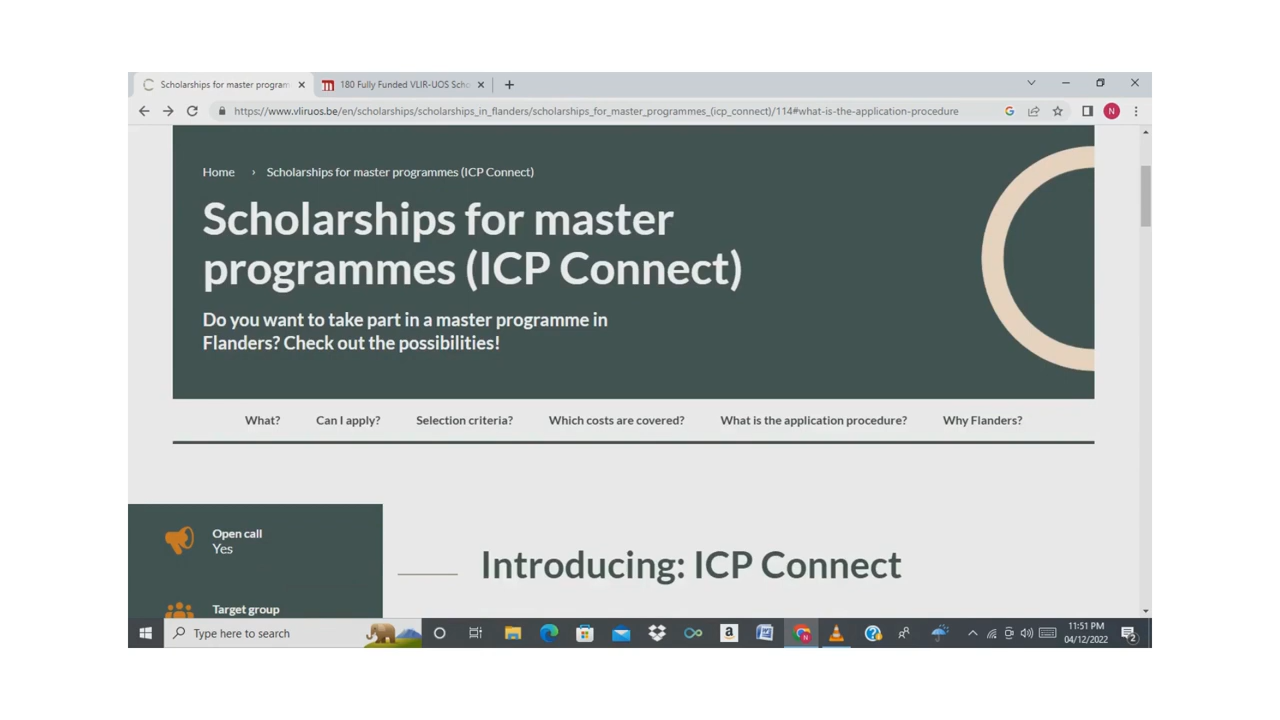 Scholarships for master program
180 Fully Funded VLIR-UOS Scho
https://www.vliruos.be/en/scholarships/scholarships_in_flanders/scholarships_for_master_programmes_(icp_connect)/114#what-is-the-application-procedure
Home › Scholarships for master programmes (ICP Connect)
Scholarships for master
programmes (ICP Connect)
Do you want to take part in a master programme in
Flanders? Check out the possibilities!
What? Can I apply? Selection criteria? Which costs are covered? What is the application procedure? Why Flanders?
Open call
Yes
Introducing: ICP Connect
Target group
Type here to search
11:51 PM
04/12/2022